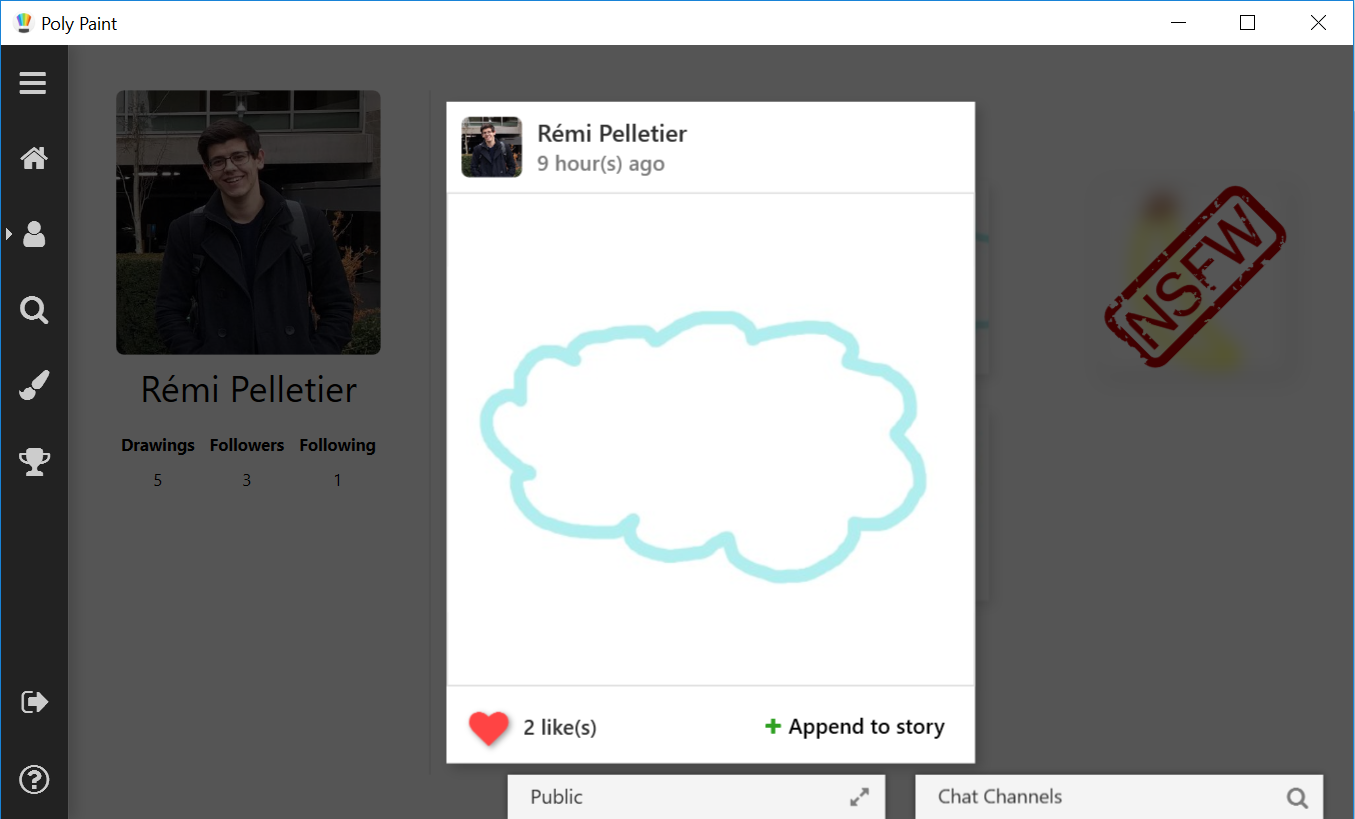 Poly Paint
Rémi Pelletier
9 hour(s) ago
NSFW
Rémi Pelletier
Drawings Followers Following
5 3 1
2 like(s)
Append to story
Public
Chat Channels